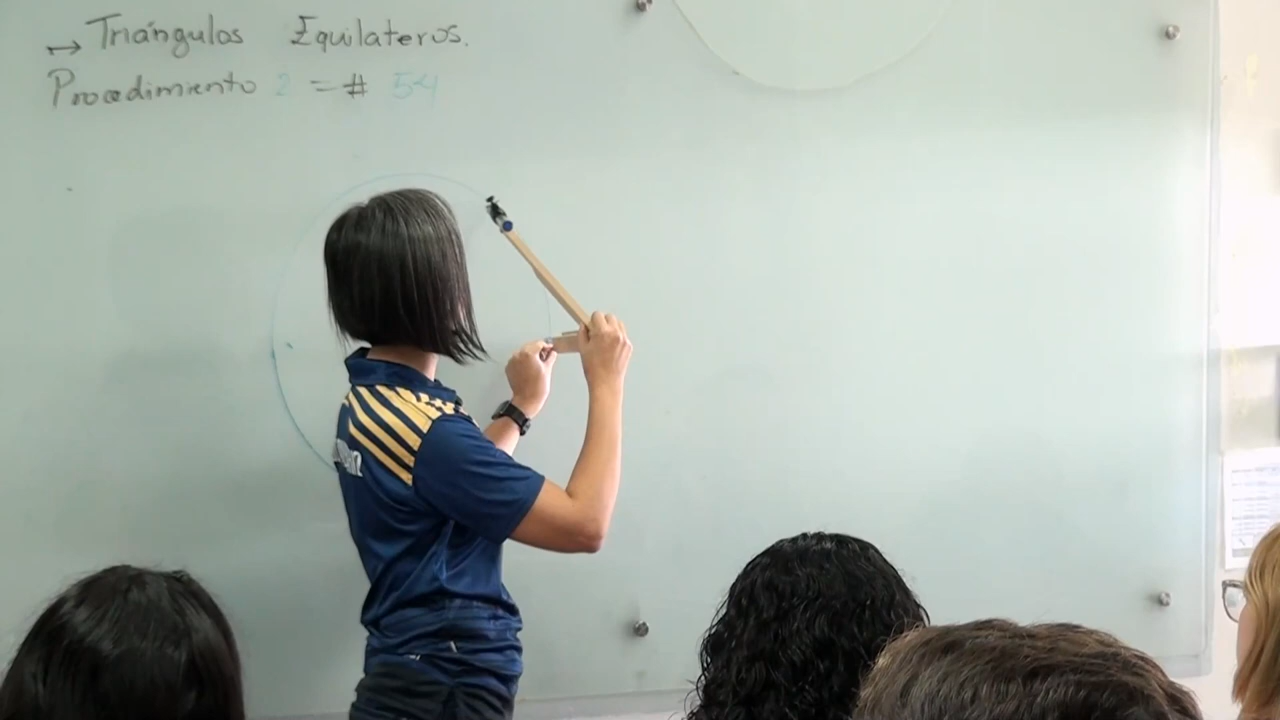 ↦ Triángulos Equilateros.
Procedimiento 2 = # 54